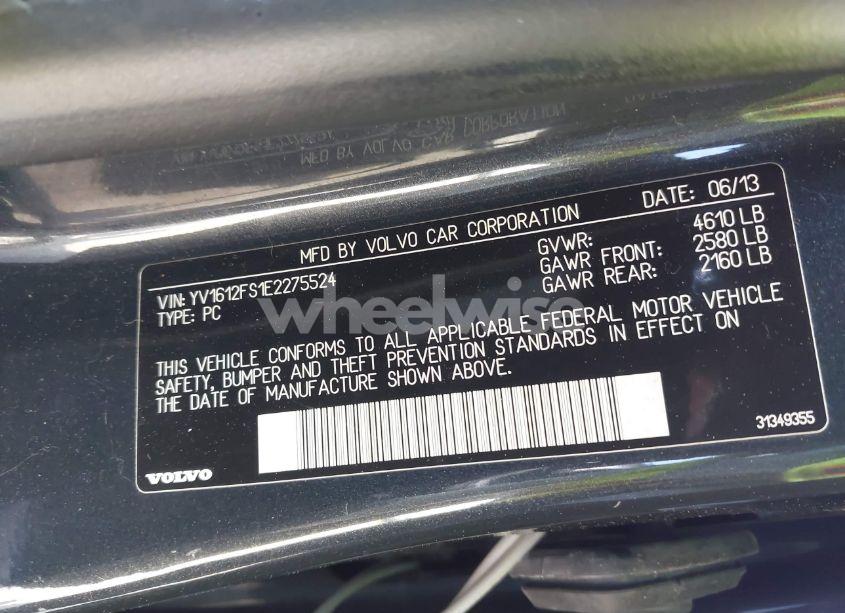 MFD BY VOLVO CAR CORPORATION
DATE: 06/13
GVWR: 4610 LB
GAWR FRONT: 2580 LB
GAWR REAR: 2160 LB
VIN: YV1612FS1E2275524
TYPE: PC
wheelwise
THIS VEHICLE CONFORMS TO ALL APPLICABLE FEDERAL MOTOR VEHICLE
SAFETY, BUMPER AND THEFT PREVENTION STANDARDS IN EFFECT ON
THE DATE OF MANUFACTURE SHOWN ABOVE.
31349355
VOLVO